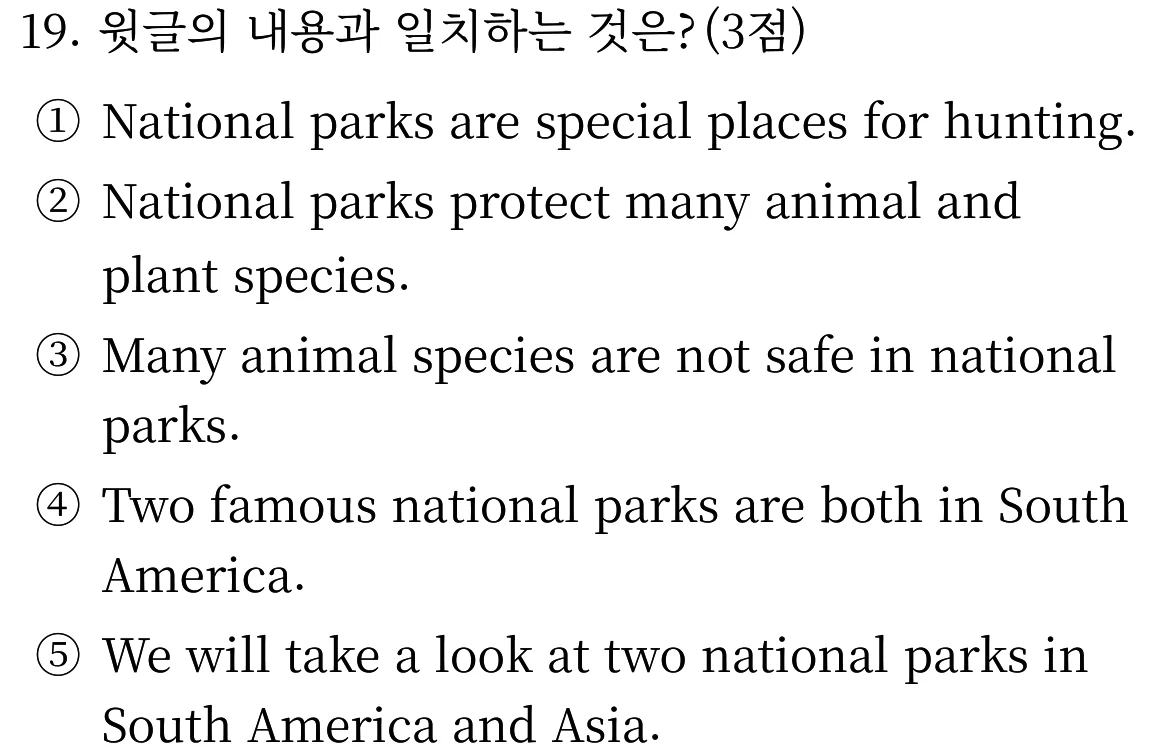 19. 윗글의 내용과 일치하는 것은?(3점)
① National parks are special places for hunting.
② National parks protect many animal and
plant species.
③ Many animal species are not safe in national
parks.
④ Two famous national parks are both in South
America.
⑤ We will take a look at two national parks in
South America and Asia.